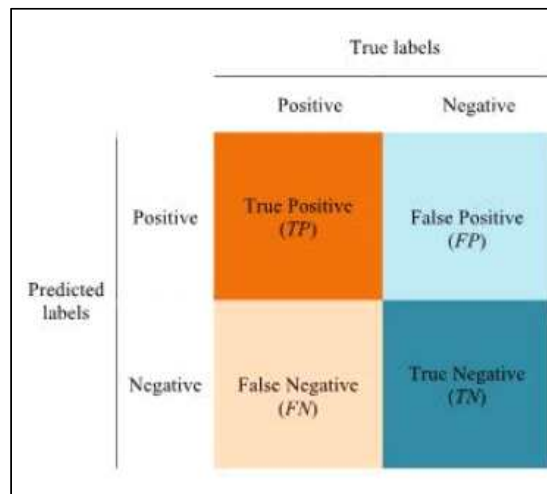 True labels
Positive Negative
Positive
True Positive
(TP)
False Positive
(FP)
Predicted
labels
Negative
False Negative
(FN)
True Negative
(TN)